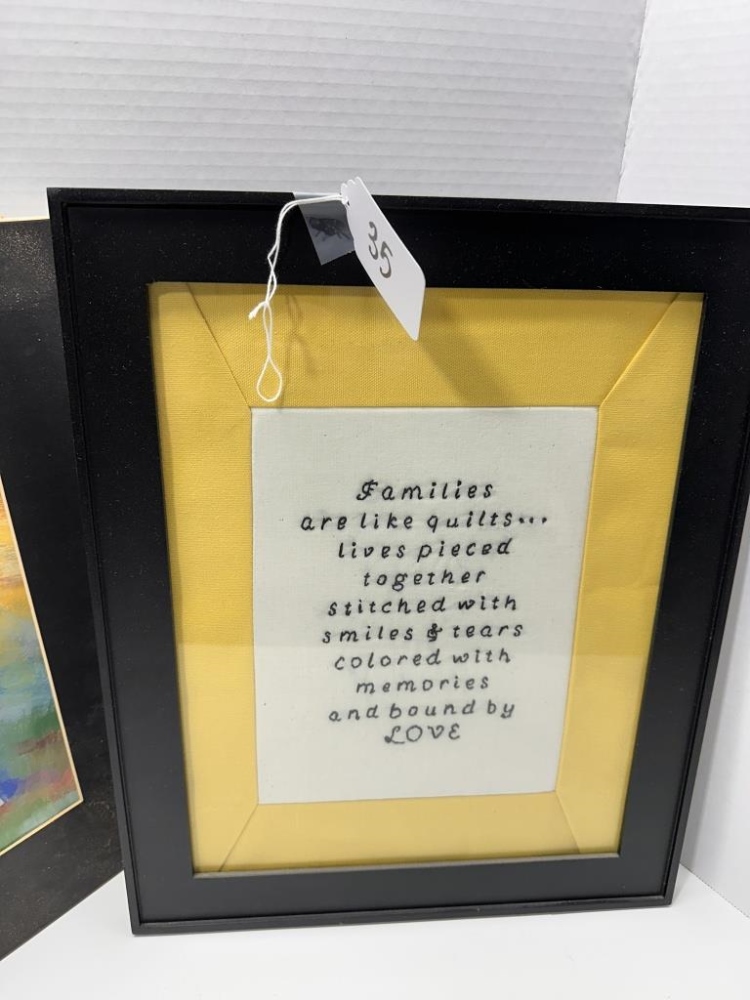 35
Families
are like quilts...
lives pieced
together
stitched with
smiles & tears
colored with
memories
and bound by
LOVE